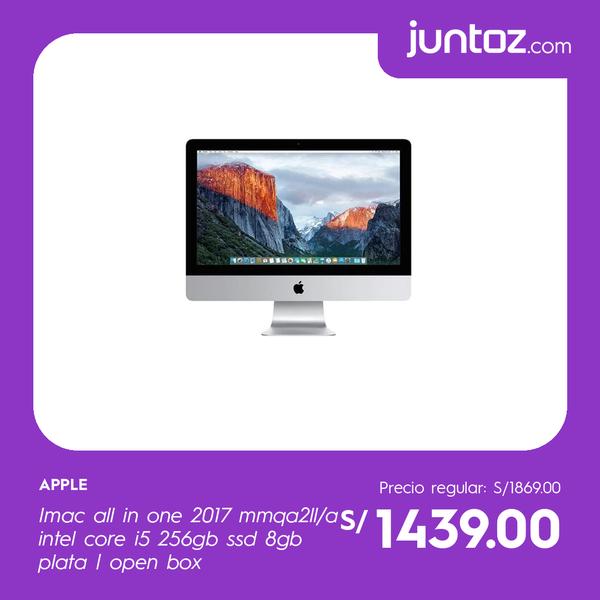 juntoz.com
APPLE
Imac all in one 2017 mmqa2ll/a
intel core i5 256gb ssd 8gb
plata | open box
Precio regular: S/1869.00
S/1439.00